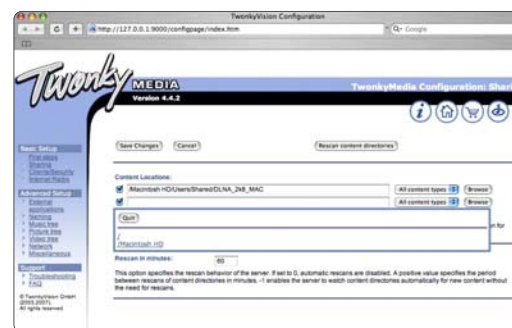 TwonkyVision Configuration
http://127.0.0.1:9000/configpage/index.htm
Google
Twonky MEDIA
Version 4.4.2
TwonkyMedia Configuration: Shari
Save Changes
Cancel
Rescan content directories
Basic Setup
First steps
Sharing
Clients/Security
Internet Radio
Advanced Setup
External applications
Naming
Music tree
Picture tree
Video tree
Network
Miscellaneous
Support
Troubleshooting
FAQ
© TwonkyVision GmbH
(2003,2007).
All rights reserved
Content Locations:
/Macintosh HD/Users/Shared/DLNA_2k8_MAC
All content types
Browse
All content types
Browse
Quit
/
/Macintosh HD
n for
Rescan in minutes:
60
This option specifies the rescan behavior of the server. If set to 0, automatic rescans are disabled. A positive value specifies the period
between rescans of content directories in minutes. -1 enables the server to watch content directories automatically for new content without
the need for rescans.